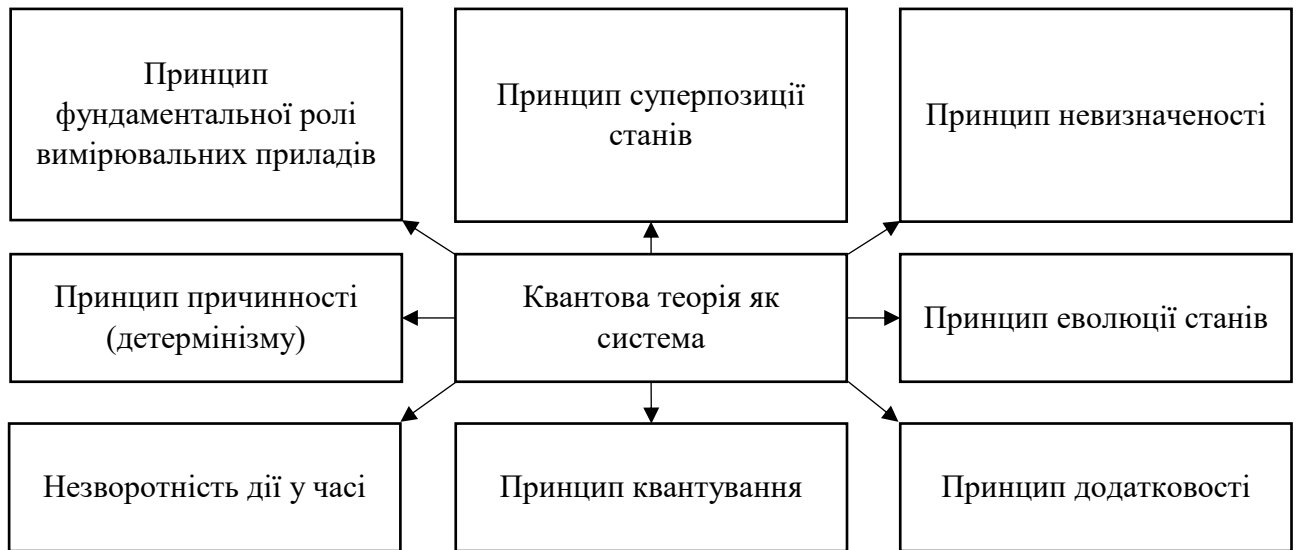 Принцип
фундаментальної ролі
вимірювальних приладів
Принцип суперпозиції
станів
Принцип невизначеності
Принцип причинності
(детермінізму)
Квантова теорія як
система
Принцип еволюції станів
Незворотність дії у часі
Принцип квантування
Принцип додатковості